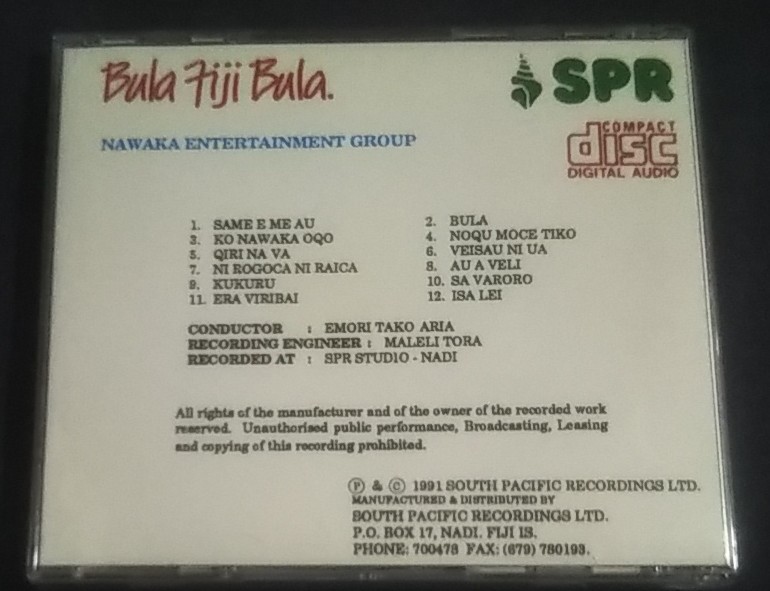 Bula Fiji Bula.
SPR
NAWAKA ENTERTAINMENT GROUP
COMPACT
disc
DIGITAL AUDIO
1. SAME E ME AU 2. BULA
3. KO NAWAKA OQO 4. NOQU MOCE TIKO
5. QIRI NA VA 6. VEISAU NI UA
7. NI ROGOCA NI RAICA 8. AU A VELI
9. KUKURU 10. SA VARORO
11. ERA VIRIBAI 12. ISA LEI
CONDUCTOR : EMORI TAKO ARIA
RECORDING ENGINEER : MALELI TORA
RECORDED AT : SPR STUDIO - NADI
All rights of the manufacturer and of the owner of the recorded work
reserved. Unauthorised public performance, Broadcasting, Leasing
and copying of this recording prohibited.
Ⓟ & © 1991 SOUTH PACIFIC RECORDINGS LTD.
MANUFACTURED & DISTRIBUTED BY
SOUTH PACIFIC RECORDINGS LTD.
P.O. BOX 17, NADI. FIJI IS.
PHONE: 700478 FAX: (679) 780193.